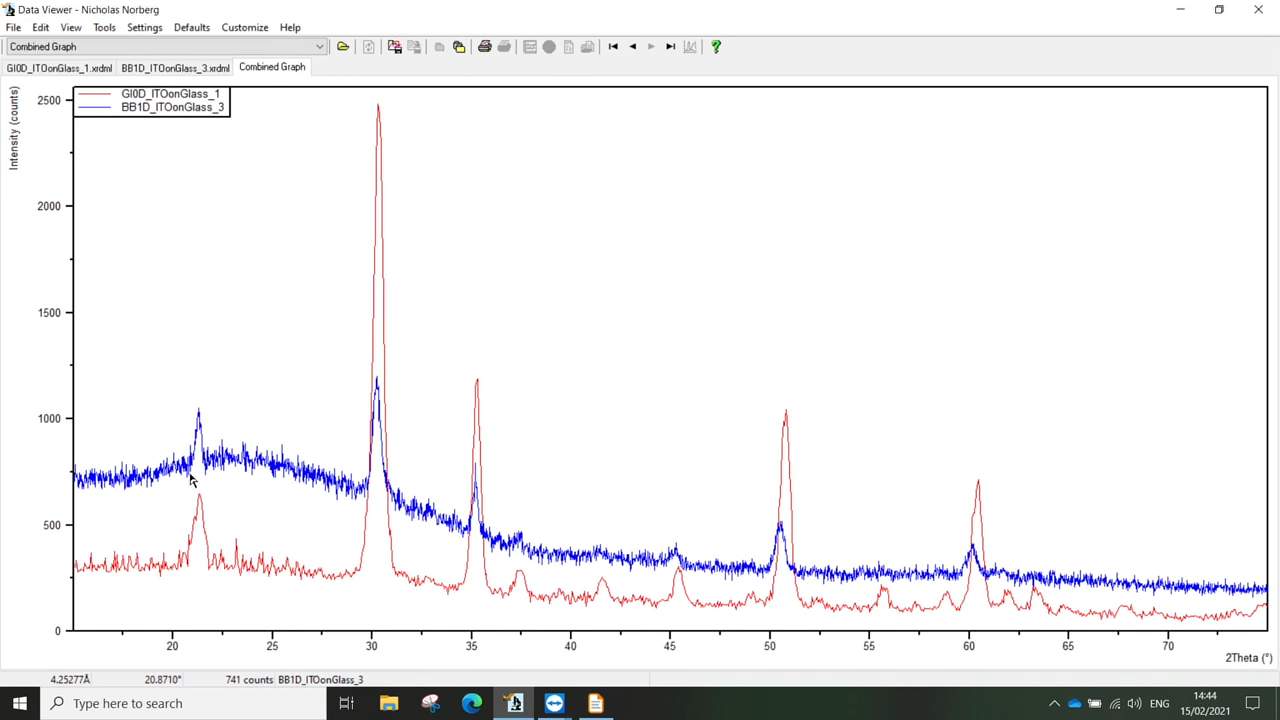 Data Viewer - Nicholas Norberg
File Edit View Tools Settings Defaults Customize Help
Combined Graph
GI0D_ITOonGlass_1.xrdml BB1D_ITOonGlass_3.xrdml Combined Graph
Intensity (counts)
GI0D_ITOonGlass_1
BB1D_ITOonGlass_3
2500
2000
1500
1000
500
0
20 25 30 35 40 45 50 55 60 65 70
2Theta (°)
4.25277Å 20.8710° 741 counts BB1D_ITOonGlass_3
Type here to search
ENG
14:44
15/02/2021